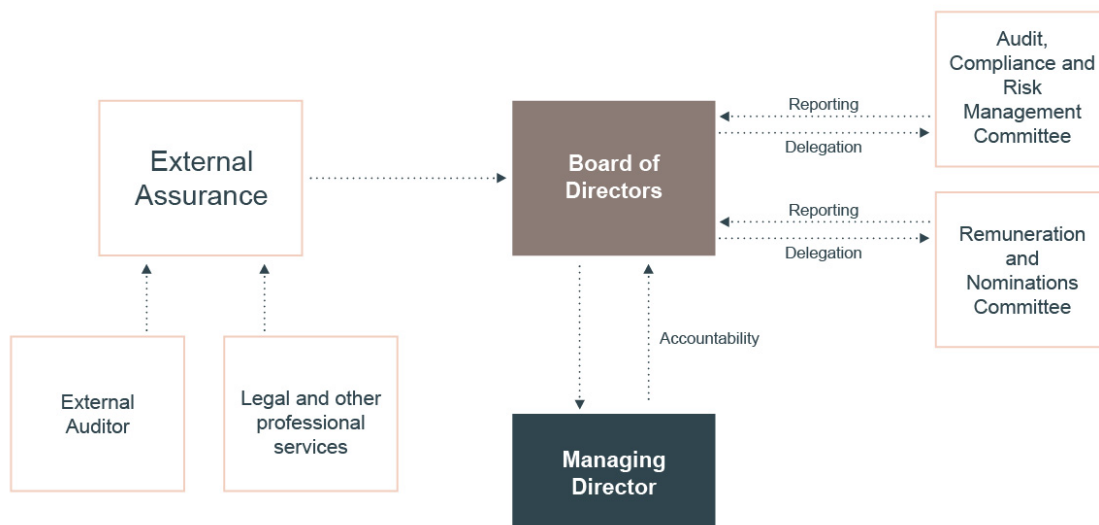 External
Assurance
External
Auditor
Legal and other
professional
services
Board of
Directors
Accountability
Managing
Director
Reporting
Delegation
Audit,
Compliance and
Risk
Management
Committee
Reporting
Delegation
Remuneration
and
Nominations
Committee